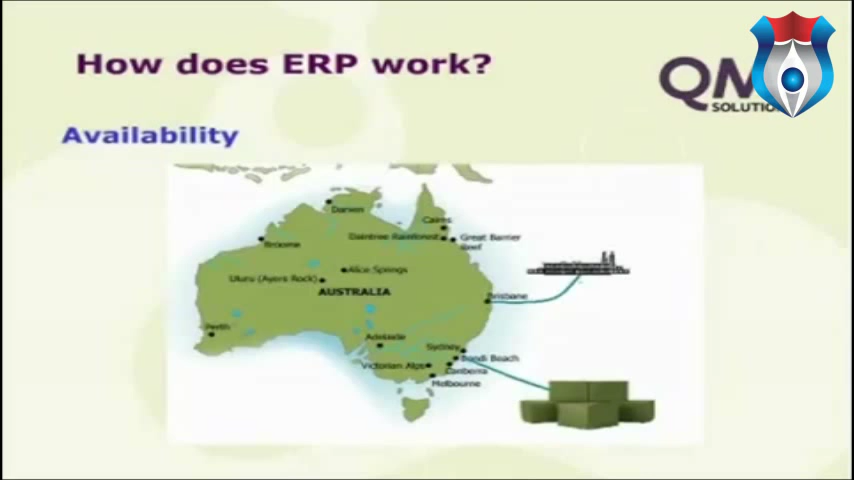 How does ERP work?
QM
SOLUTIO
Availability
Darwin
Cairns
Daintree Rainforest
Great Barrier
Reef
Broome
Alice Springs
Uluru (Ayers Rock)
AUSTRALIA
Brisbane
Perth
Adelaide
Sydney
Bondi Beach
Victorian Alps
Canberra
Melbourne